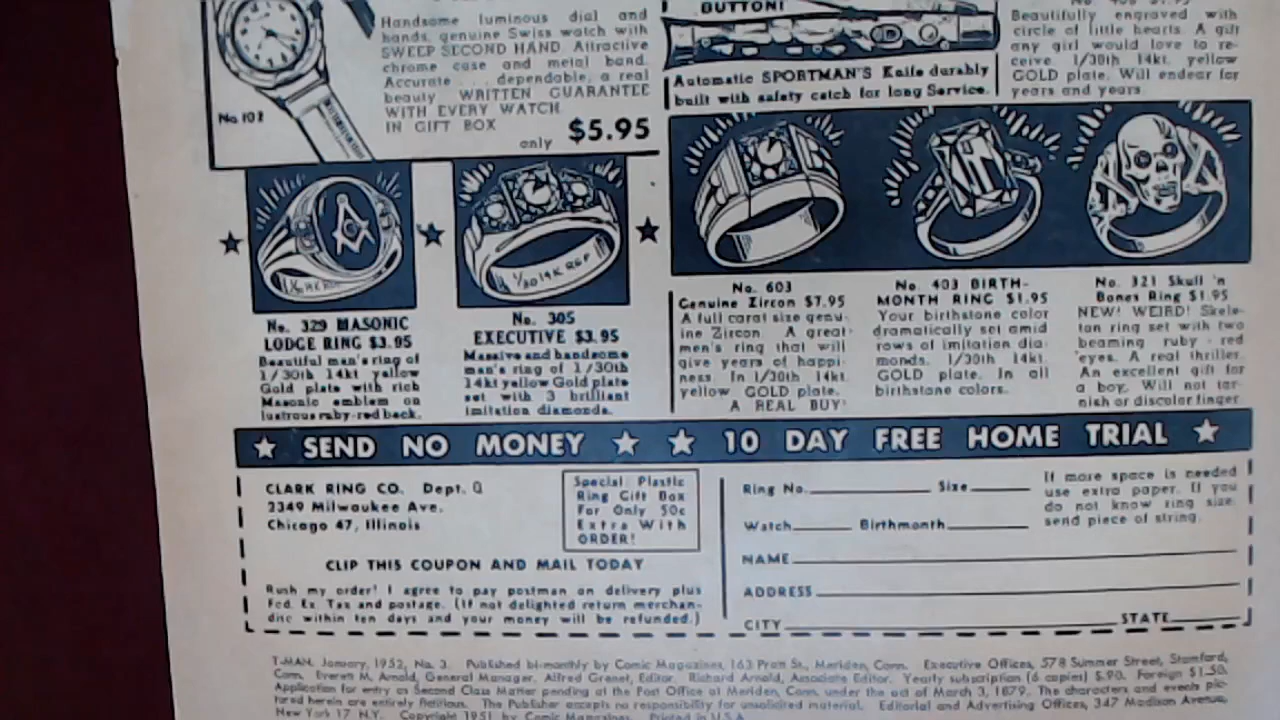 Handsome luminous dial and
hands, genuine Swiss watch with
SWEEP SECOND HAND. Attractive
chrome case and metal band.
Accurate . . . dependable, a real
beauty WRITTEN GUARANTEE
WITH EVERY WATCH
IN GIFT BOX
only $5.95
No. 102
BUTTON!
Automatic SPORTMAN'S Knife durably
built with safety catch for long Service.
Beautifully engraved with
circle of little hearts. A gift
any girl would love to re-
ceive. 1/30th 14kt. yellow
GOLD plate. Will endear for
years and years.
1/30 14K RGP
No. 329 MASONIC
LODGE RING $3.95
Beautiful man's ring of
1/30th 14kt yellow
Gold plate with rich
Masonic emblem on
lustrous ruby-red back.
No. 305
EXECUTIVE $3.95
Massive and handsome
man's ring of 1/30th
14kt yellow Gold plate
set with 3 brilliant
imitation diamonds.
No. 603
Genuine Zircon $7.95
A full carat size genu-
ine Zircon. A great
men's ring that will
give years of happi-
ness. In 1/30th 14kt.
yellow GOLD plate.
A REAL BUY!
No. 403 BIRTH-
MONTH RING $1.95
Your birthstone color
dramatically set amid
rows of imitation dia-
monds. 1/30th 14kt.
GOLD plate. In all
birthstone colors.
No. 321 Skull 'n
Bones Ring $1.95
NEW! WEIRD! Skele-
ton ring set with two
beaming ruby - red
'eyes. A real thriller.
An excellent gift for
a boy. Will not tar-
nish or discolor finger
SEND NO MONEY 10 DAY FREE HOME TRIAL
CLARK RING CO. Dept. Q
2349 Milwaukee Ave.
Chicago 47, Illinois
Special Plastic
Ring Gift Box
For Only 50c
Extra With
ORDER!
CLIP THIS COUPON AND MAIL TODAY
Rush my order! I agree to pay postman on delivery plus
Fed. Ex. Tax and postage. (If not delighted return merchan-
dise within ten days and your money will be refunded.)
Ring No. Size
Watch Birthmonth
If more space is needed
use extra paper. If you
do not know ring size
send piece of string.
NAME
ADDRESS
CITY STATE
T-MAN, January, 1952, No. 3. Published bi-monthly by Comic Magazines, 163 Pratt St., Meriden, Conn. Executive Offices, 578 Summer Street, Stamford,
Conn. Everett M. Arnold, General Manager, Alfred Grenet, Editor, Richard Arnold, Associate Editor. Yearly subscription (6 copies) $.90. Foreign $1.50.
Application for entry as Second Class Matter pending at the Post Office at Meriden, Conn. under the act of March 3, 1879. The characters and events pic-
tured herein are entirely fictitious. The Publisher accepts no responsibility for unsolicited material. Editorial and Advertising Offices, 347 Madison Avenue,
New York 17, N.Y. Copyright 1951 by Comic Magazines. Printed in U.S.A.